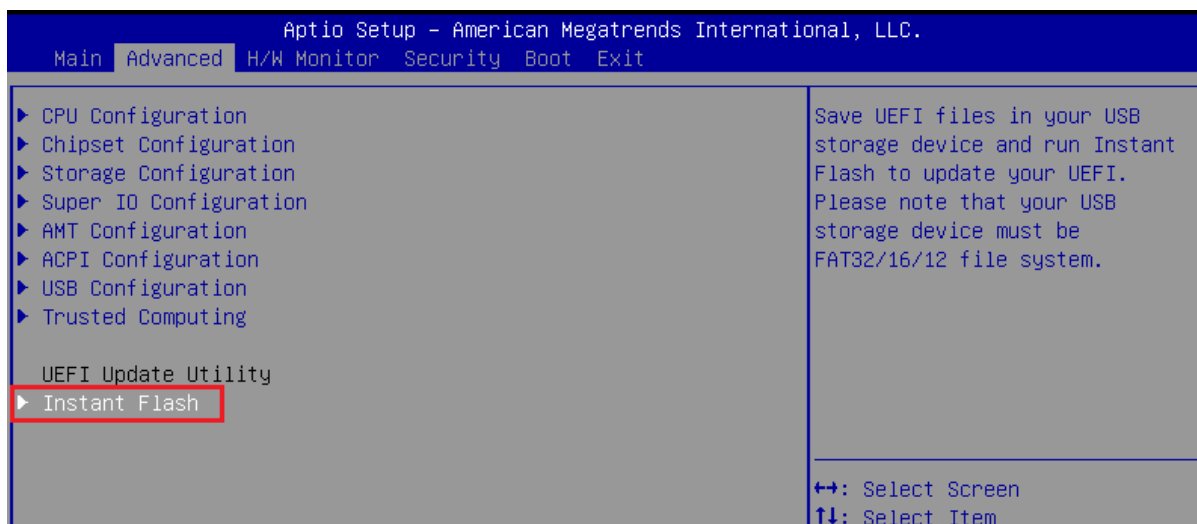 Aptio Setup – American Megatrends International, LLC.
Main Advanced H/W Monitor Security Boot Exit
CPU Configuration
Chipset Configuration
Storage Configuration
Super IO Configuration
AMT Configuration
ACPI Configuration
USB Configuration
Trusted Computing
UEFI Update Utility
Instant Flash
Save UEFI files in your USB
storage device and run Instant
Flash to update your UEFI.
Please note that your USB
storage device must be
FAT32/16/12 file system.
↔: Select Screen
↑↓: Select Item